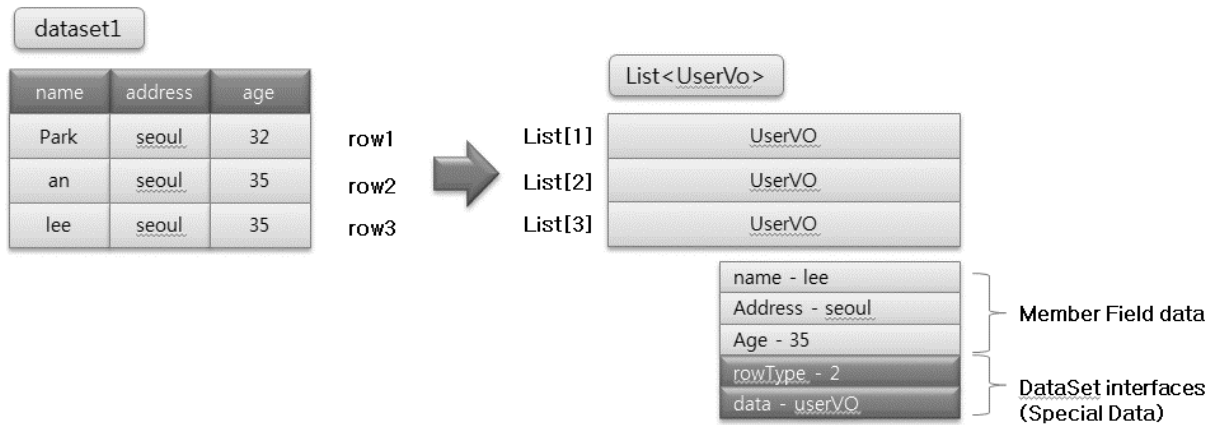 dataset1
name address age
Park seoul 32 row1
an seoul 35 row2
lee seoul 35 row3
List<UserVo>
List[1] UserVO
List[2] UserVO
List[3] UserVO
name - lee
Address - seoul
Age - 35
Member Field data
rowType - 2
data - userVO
DataSet interfaces
(Special Data)